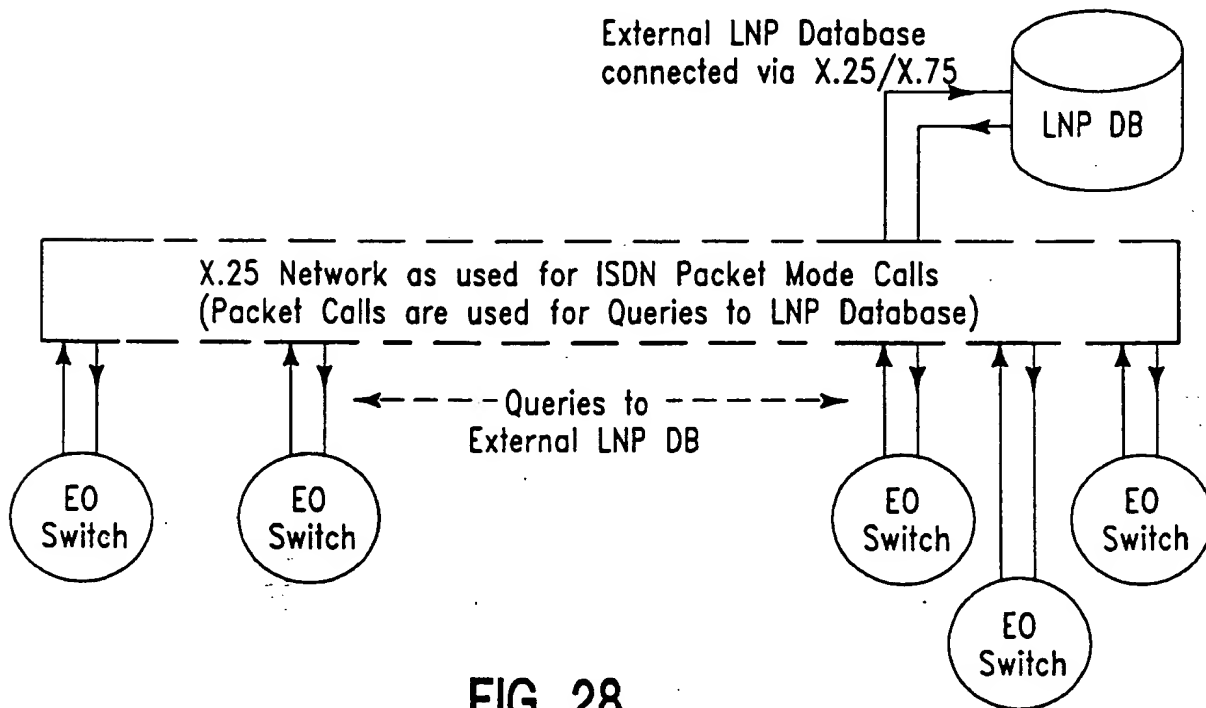 External LNP Database
connected via X.25/X.75
LNP DB
X.25 Network as used for ISDN Packet Mode Calls
(Packet Calls are used for Queries to LNP Database)
Queries to
External LNP DB
EO
Switch
EO
Switch
EO
Switch
EO
Switch
EO
Switch
FIG. 28